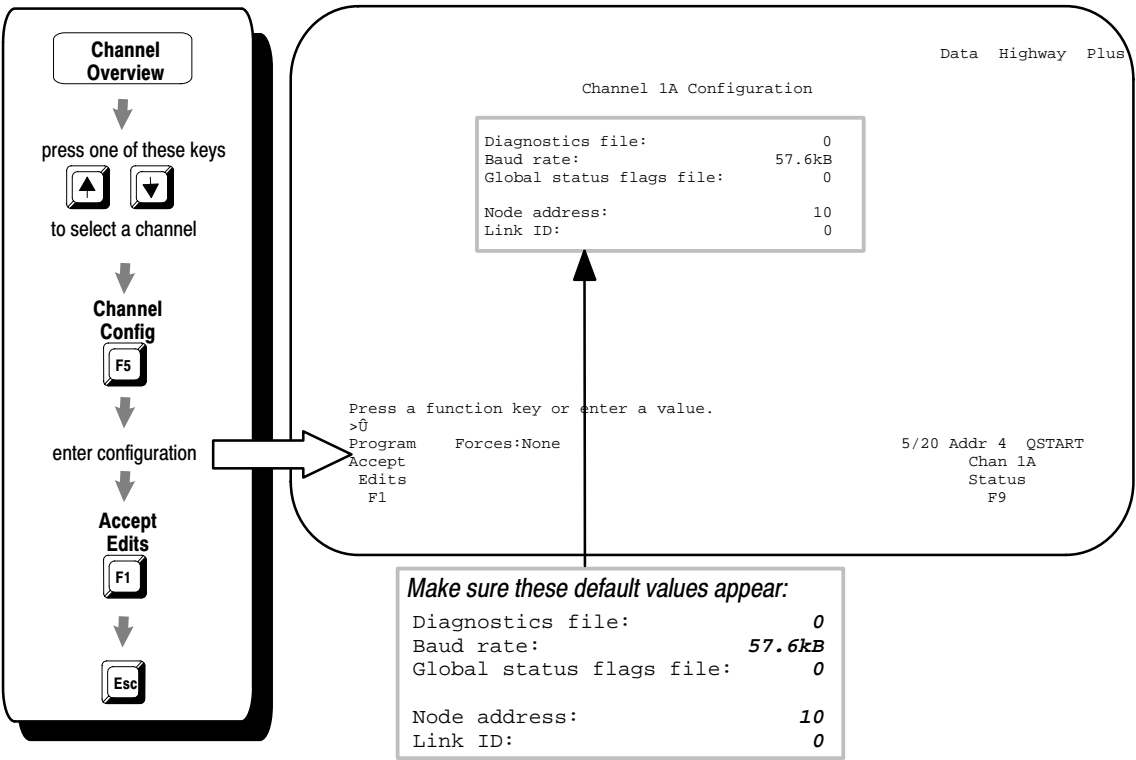 Channel
Overview
press one of these keys
to select a channel
Channel
Config
F5
enter configuration
Accept
Edits
F1
Esc
Data Highway Plus
Channel 1A Configuration
Diagnostics file: 0
Baud rate: 57.6kB
Global status flags file: 0
Node address: 10
Link ID: 0
Press a function key or enter a value.
>Û
Program Forces:None 5/20 Addr 4 QSTART
Accept Chan 1A
Edits Status
F1 F9
Make sure these default values appear:
Diagnostics file: 0
Baud rate: 57.6kB
Global status flags file: 0
Node address: 10
Link ID: 0